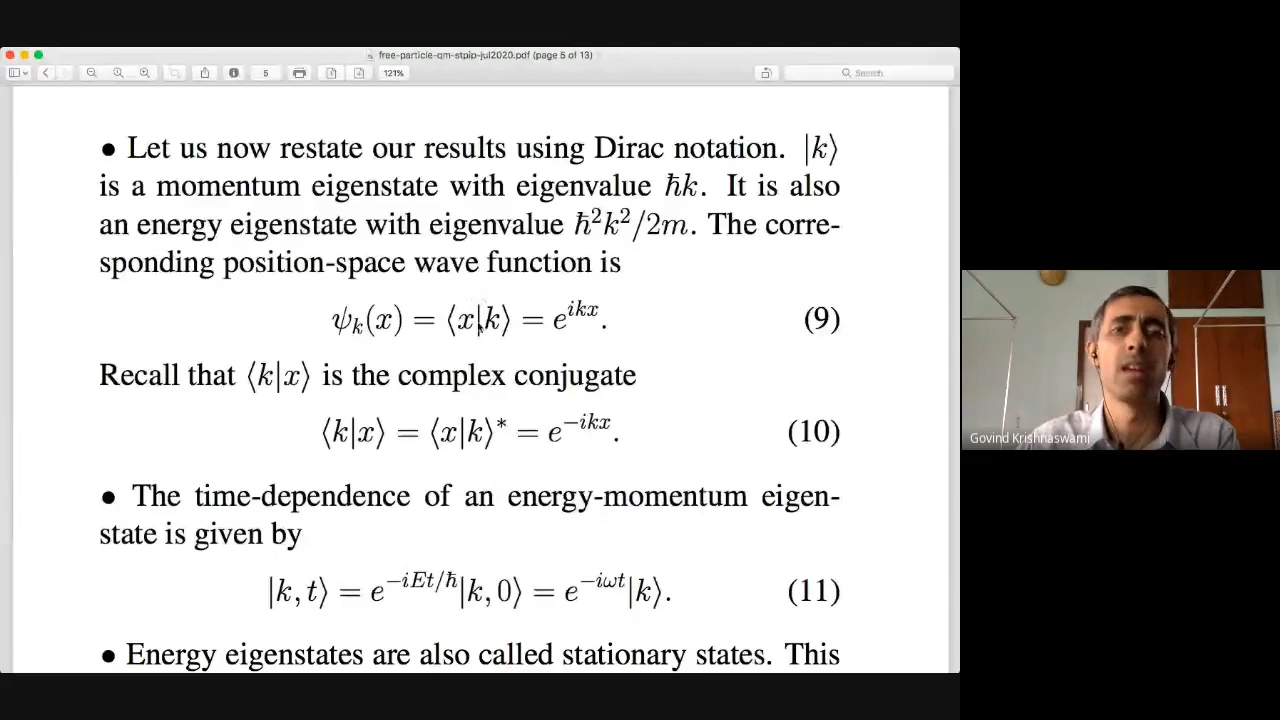 free-particle-qm-stpip-jul2020.pdf (page 5 of 13)
5
121%
Search
• Let us now restate our results using Dirac notation. |k⟩
is a momentum eigenstate with eigenvalue ħk. It is also
an energy eigenstate with eigenvalue ħ²k²/2m. The corre-
sponding position-space wave function is
ψₖ(x) = ⟨x|k⟩ = e^{ikx}. (9)
Recall that ⟨k|x⟩ is the complex conjugate
⟨k|x⟩ = ⟨x|k⟩* = e^{−ikx}. (10)
• The time-dependence of an energy-momentum eigen-
state is given by
|k, t⟩ = e^{−iEt/ħ}|k, 0⟩ = e^{−iωt}|k⟩. (11)
• Energy eigenstates are also called stationary states. This
Govind Krishnaswami